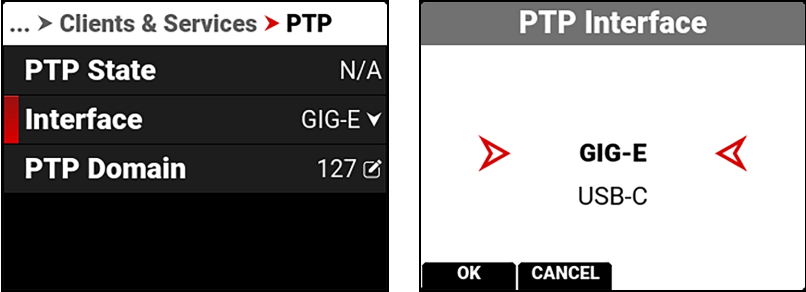 ... > Clients & Services > PTP
PTP State N/A
Interface GIG-E
PTP Domain 127
PTP Interface
GIG-E
USB-C
OK CANCEL